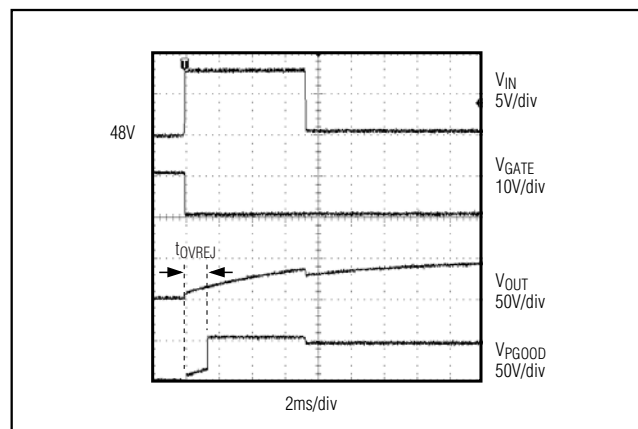 T
48V
V_IN
5V/div
V_GATE
10V/div
t_OVREJ
V_OUT
50V/div
V_PGOOD
50V/div
2ms/div